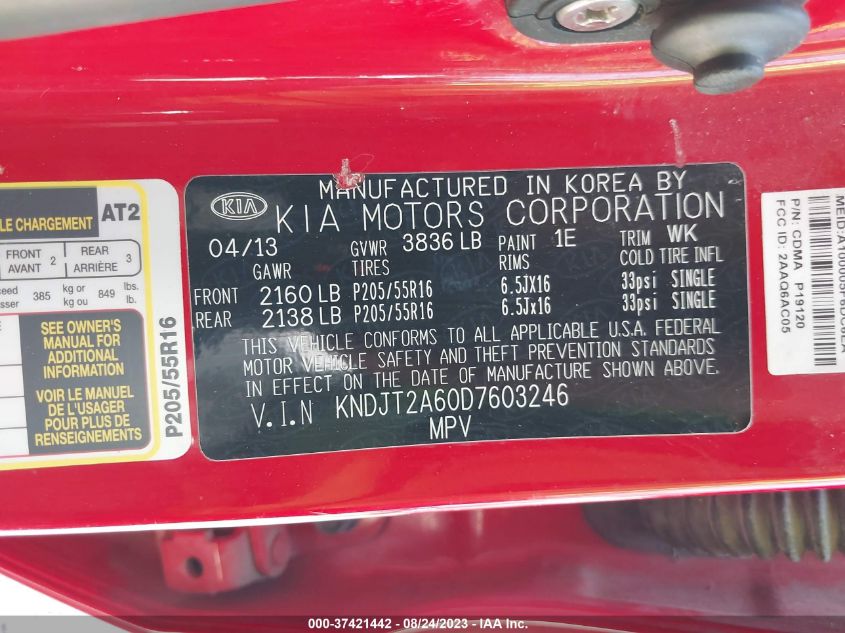 LE CHARGEMENT AT2
FRONT AVANT 2 REAR ARRIÈRE 3
385 kg or kg ou 849 lbs. lb.
SEE OWNER'S
MANUAL FOR
ADDITIONAL
INFORMATION
VOIR LE MANUEL
DE L'USAGER
POUR PLUS DE
RENSEIGNEMENTS
P205/55R16
MANUFACTURED IN KOREA BY
KIA
KIA MOTORS CORPORATION
04/13 GVWR 3836 LB PAINT 1E TRIM WK
GAWR TIRES RIMS COLD TIRE INFL
FRONT 2160 LB P205/55R16 6.5JX16 33psi SINGLE
REAR 2138 LB P205/55R16 6.5Jx16 33psi SINGLE
THIS VEHICLE CONFORMS TO ALL APPLICABLE U.S.A. FEDERAL
MOTOR VEHICLE SAFETY AND THEFT PREVENTION STANDARDS
IN EFFECT ON THE DATE OF MANUFACTURE SHOWN ABOVE.
V.I.N KNDJT2A60D7603246
MPV
P/N: CDMA P19120
FCC ID: 2AAQ6AC05
000-37421442 - 08/24/2023 - IAA Inc.